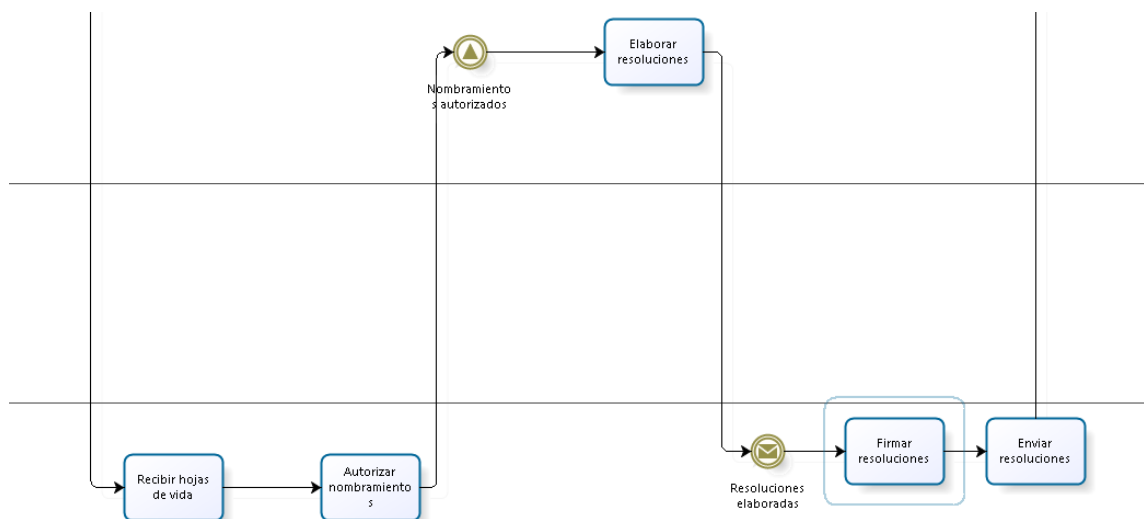 Elaborar
resoluciones
Nombramiento
s autorizados
Recibir hojas
de vida
Autorizar
nombramiento
s
Resoluciones
elaboradas
Firmar
resoluciones
Enviar
resoluciones